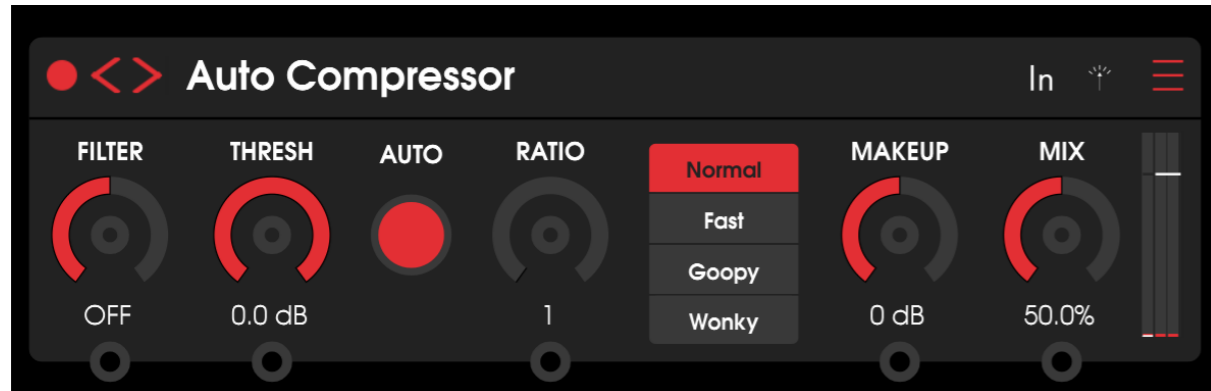 Auto Compressor
In
FILTER THRESH AUTO RATIO MAKEUP MIX
Normal
Fast
Goopy
Wonky
OFF 0.0 dB 1 0 dB 50.0%